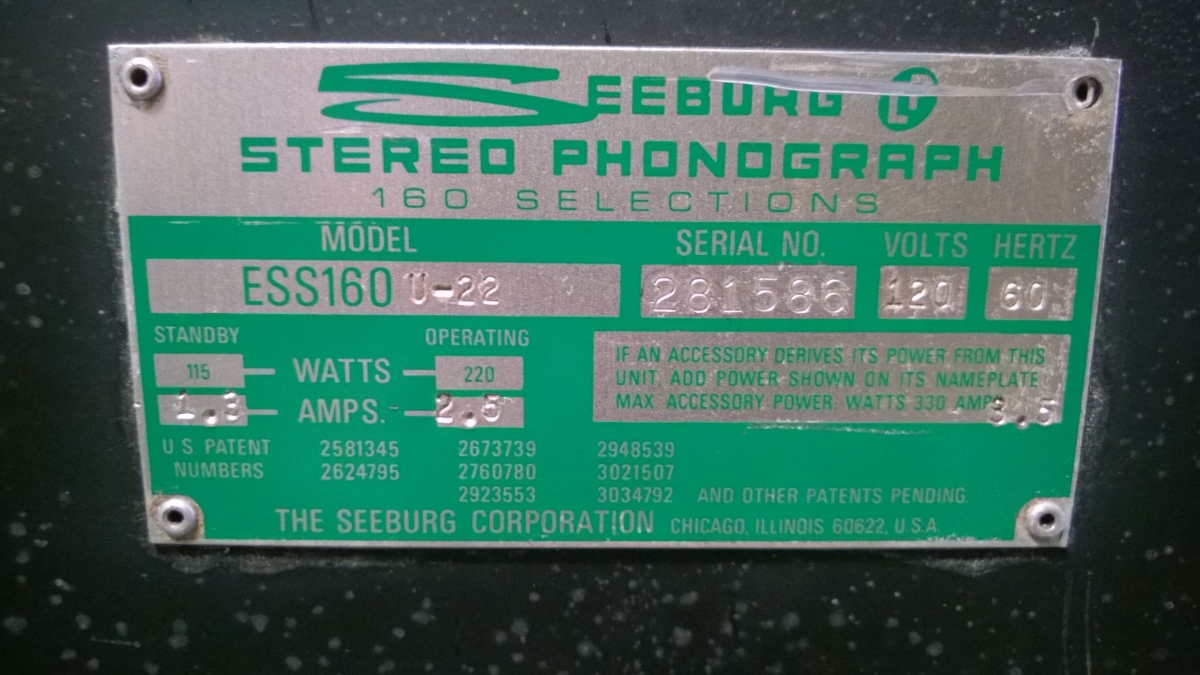 SEEBURG
STEREO PHONOGRAPH
160 SELECTIONS
MODEL SERIAL NO. VOLTS HERTZ
ESS160 U-22 281586 120 60
STANDBY OPERATING
115 WATTS 220
1.3 AMPS. 2.5
IF AN ACCESSORY DERIVES ITS POWER FROM THIS
UNIT, ADD POWER SHOWN ON ITS NAMEPLATE
MAX ACCESSORY POWER: WATTS 330 AMPS 3.5
U.S. PATENT 2581345 2673739 2948539
NUMBERS 2624795 2760780 3021507
2923553 3034792 AND OTHER PATENTS PENDING.
THE SEEBURG CORPORATION CHICAGO, ILLINOIS 60622, U.S.A.